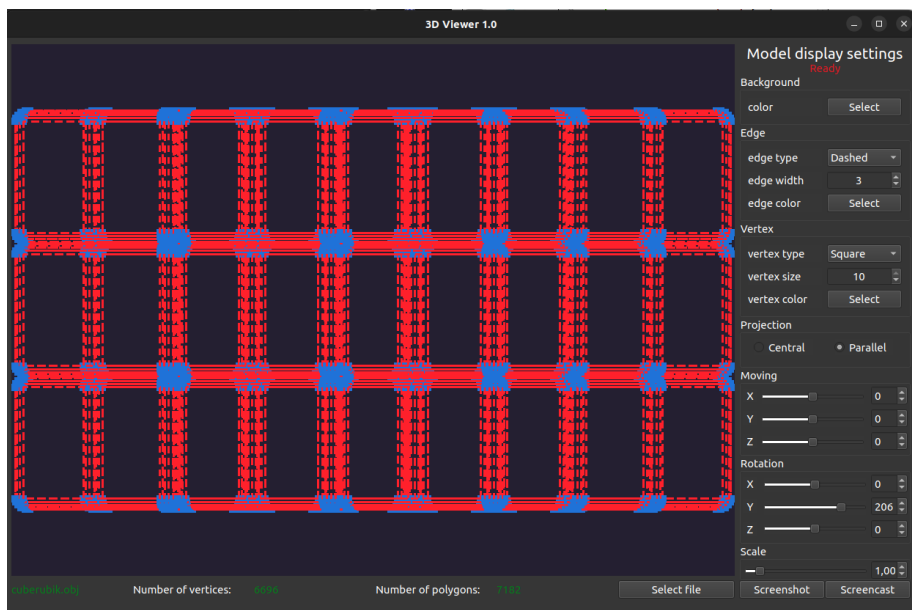 3D Viewer 1.0
Model display settings
Ready
Background
color Select
Edge
edge type Dashed
edge width 3
edge color Select
Vertex
vertex type Square
vertex size 10
vertex color Select
Projection
Central Parallel
Moving
X 0
Y 0
Z 0
Rotation
X 0
Y 206
Z 0
Scale
1,00
cuberubik.obj Number of vertices: 6696 Number of polygons: 7182 Select file Screenshot Screencast